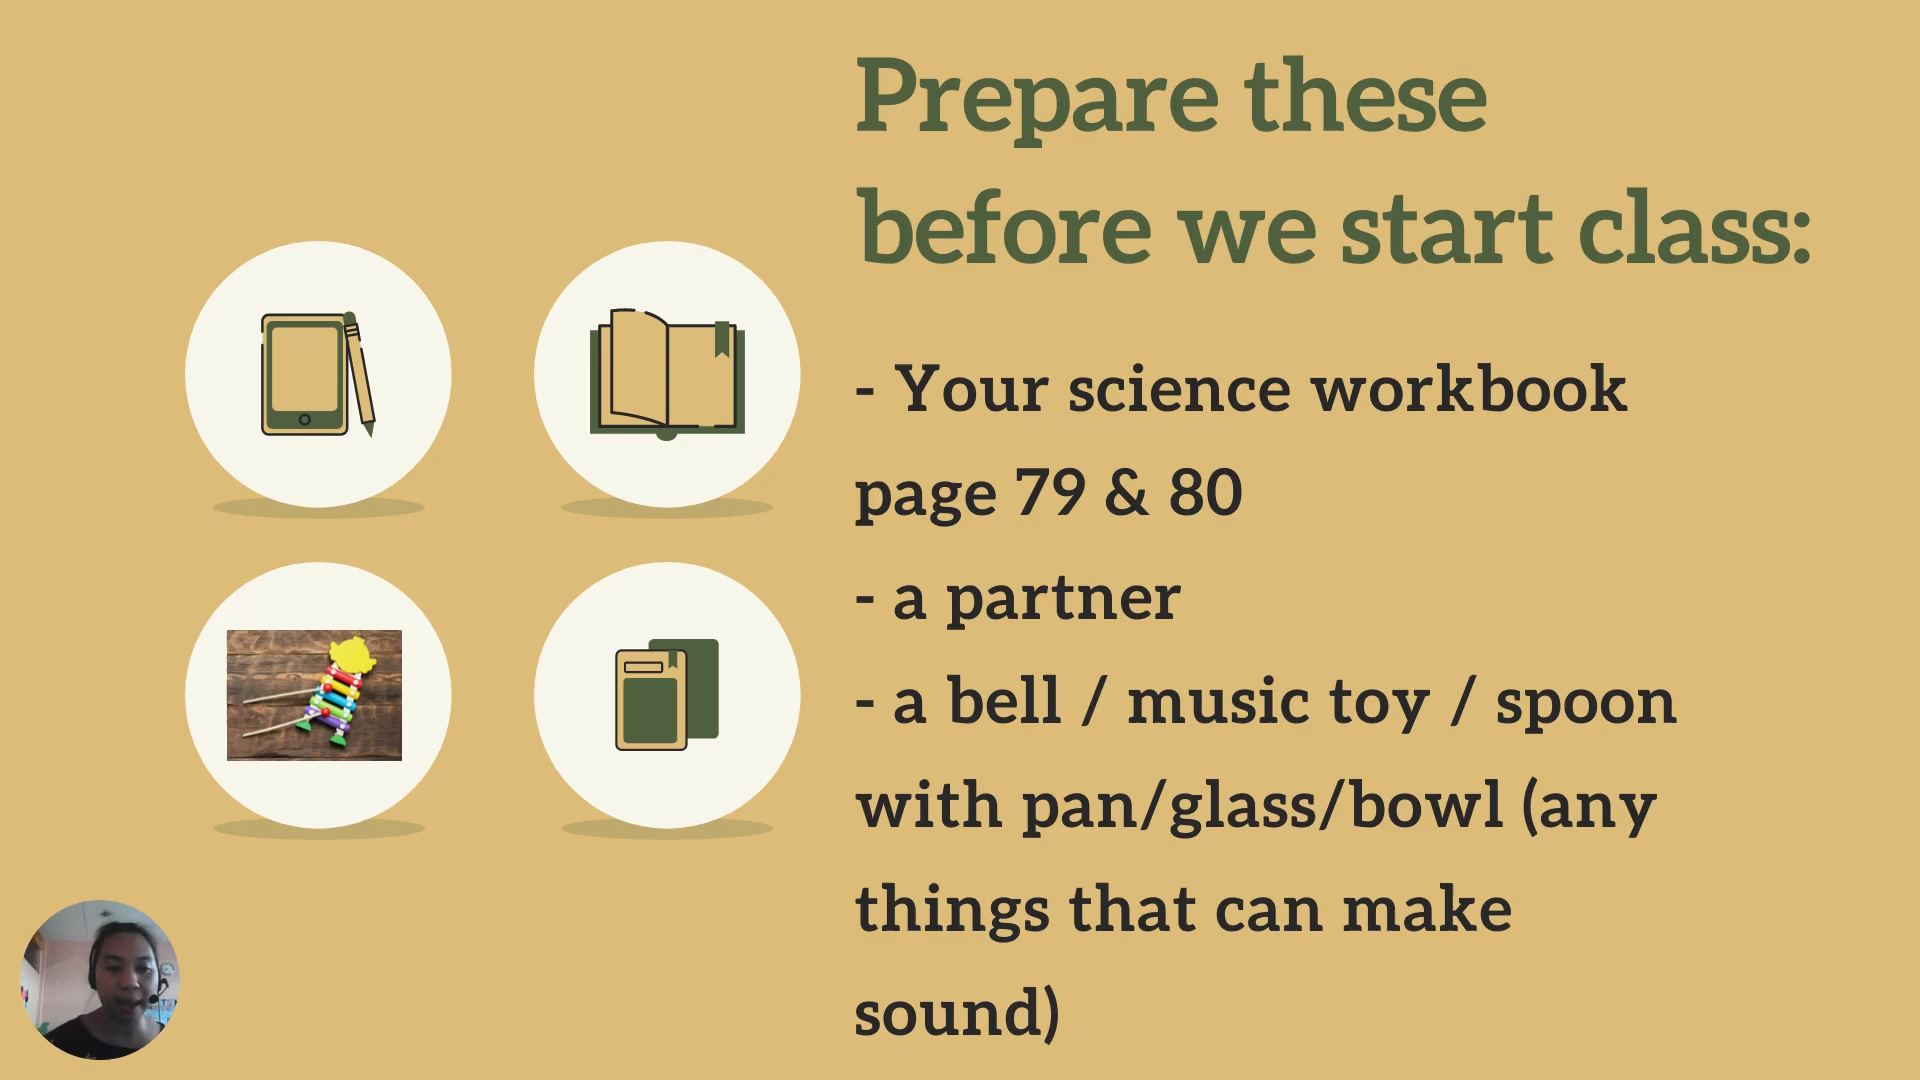 Prepare these
before we start class:
- Your science workbook
page 79 & 80
- a partner
- a bell / music toy / spoon
with pan/glass/bowl (any
things that can make
sound)